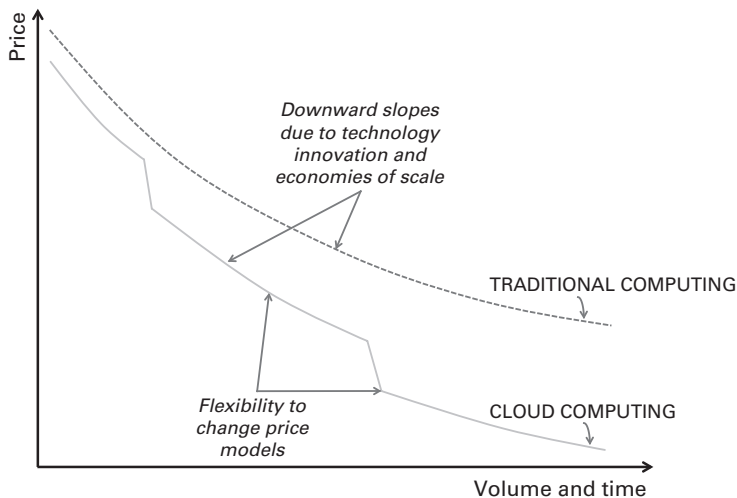 Price
Downward slopes
due to technology
innovation and
economies of scale
TRADITIONAL COMPUTING
Flexibility to
change price
models
CLOUD COMPUTING
Volume and time